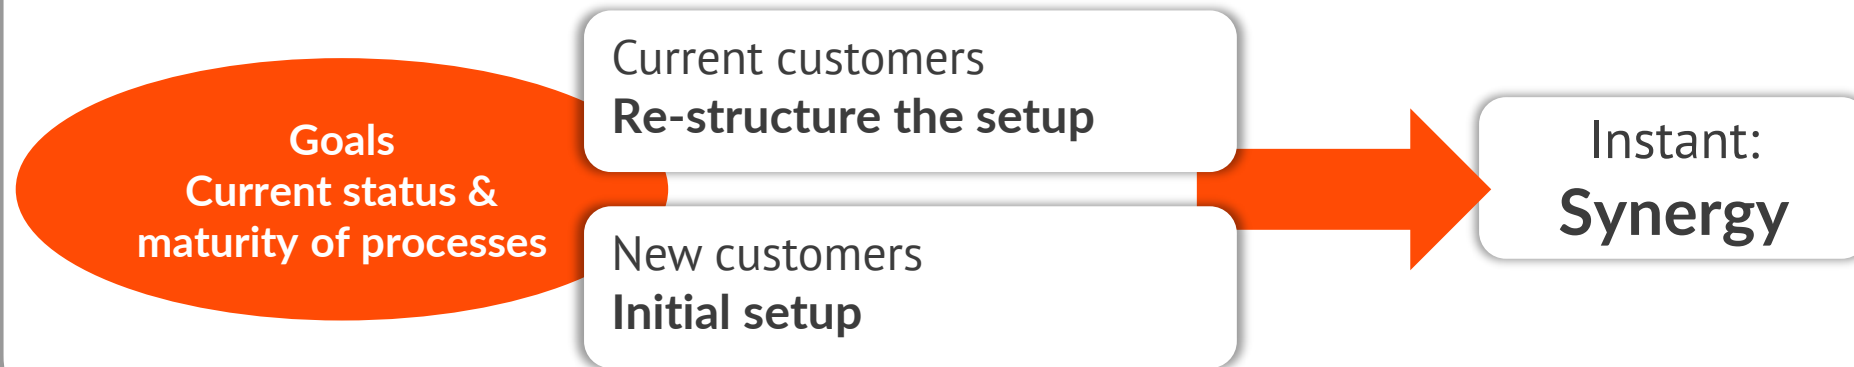 Goals
Current status &
maturity of processes
Current customers
Re-structure the setup
New customers
Initial setup
Instant:
Synergy